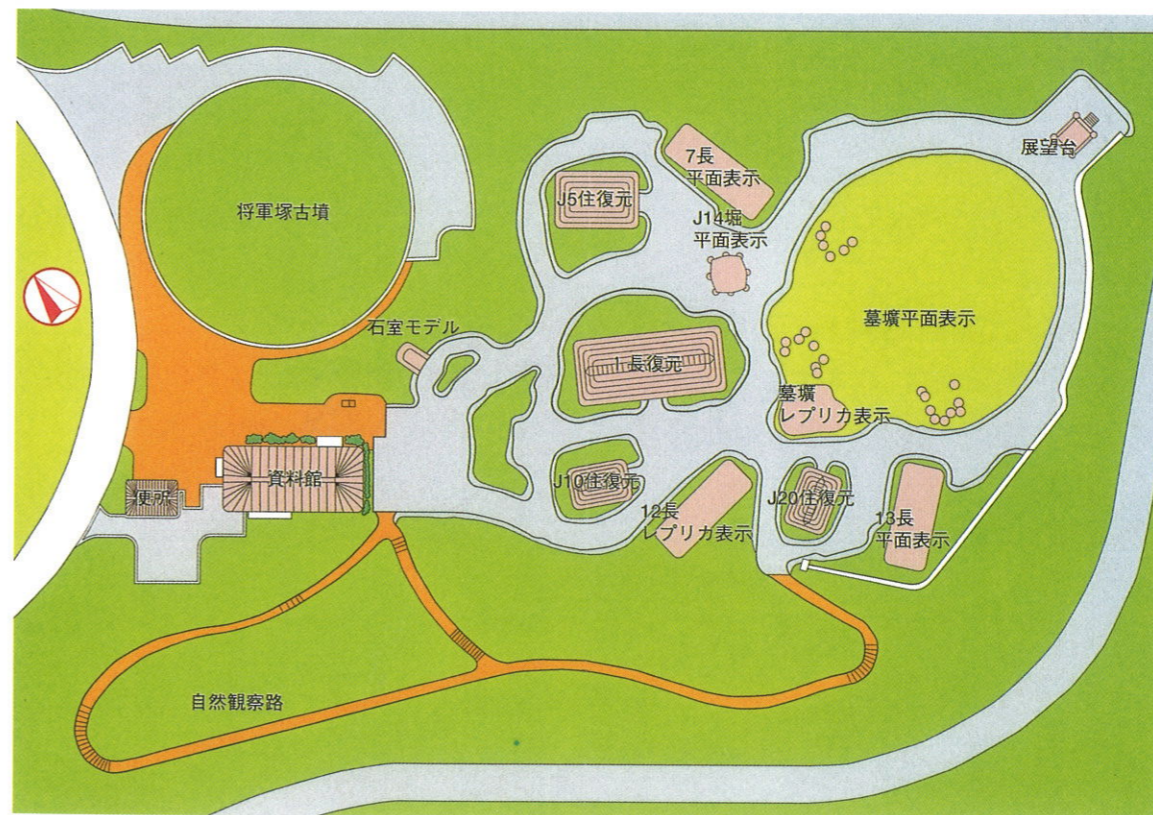 展望台
7長
平面表示
J5住復元
将軍塚古墳
J14堀
平面表示
墓壙平面表示
石室モデル
1長復元
墓壙
レプリカ表示
資料館
J10住復元
便所
J20住復元
12長
レプリカ表示
13長
平面表示
自然観察路